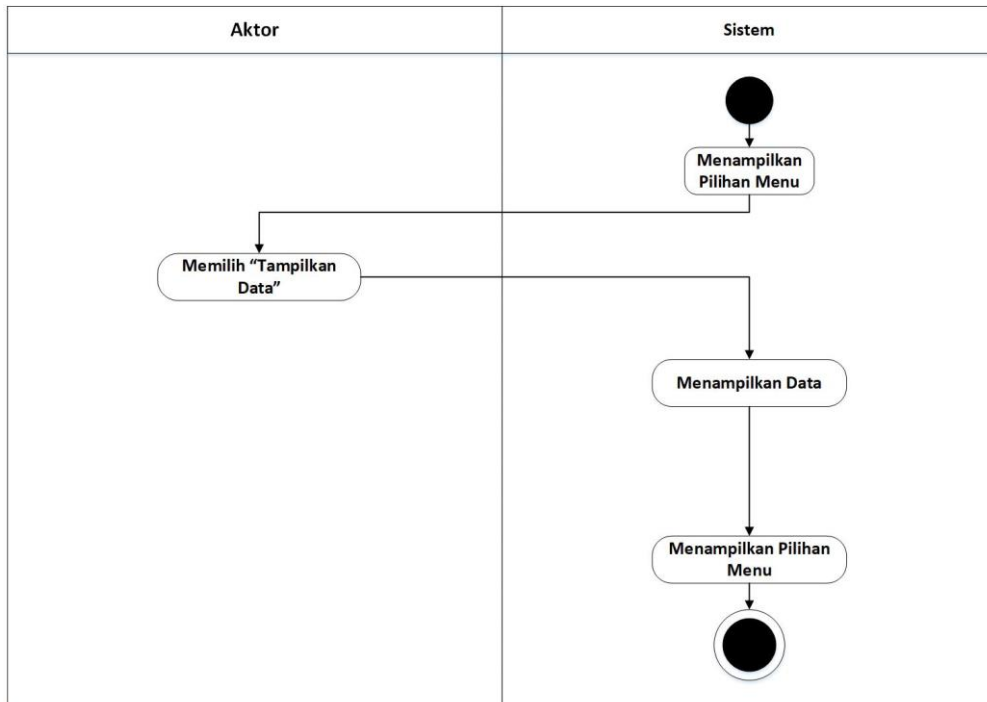 Aktor
Sistem
Menampilkan
Pilihan Menu
Memilih “Tampilkan
Data”
Menampilkan Data
Menampilkan Pilihan
Menu